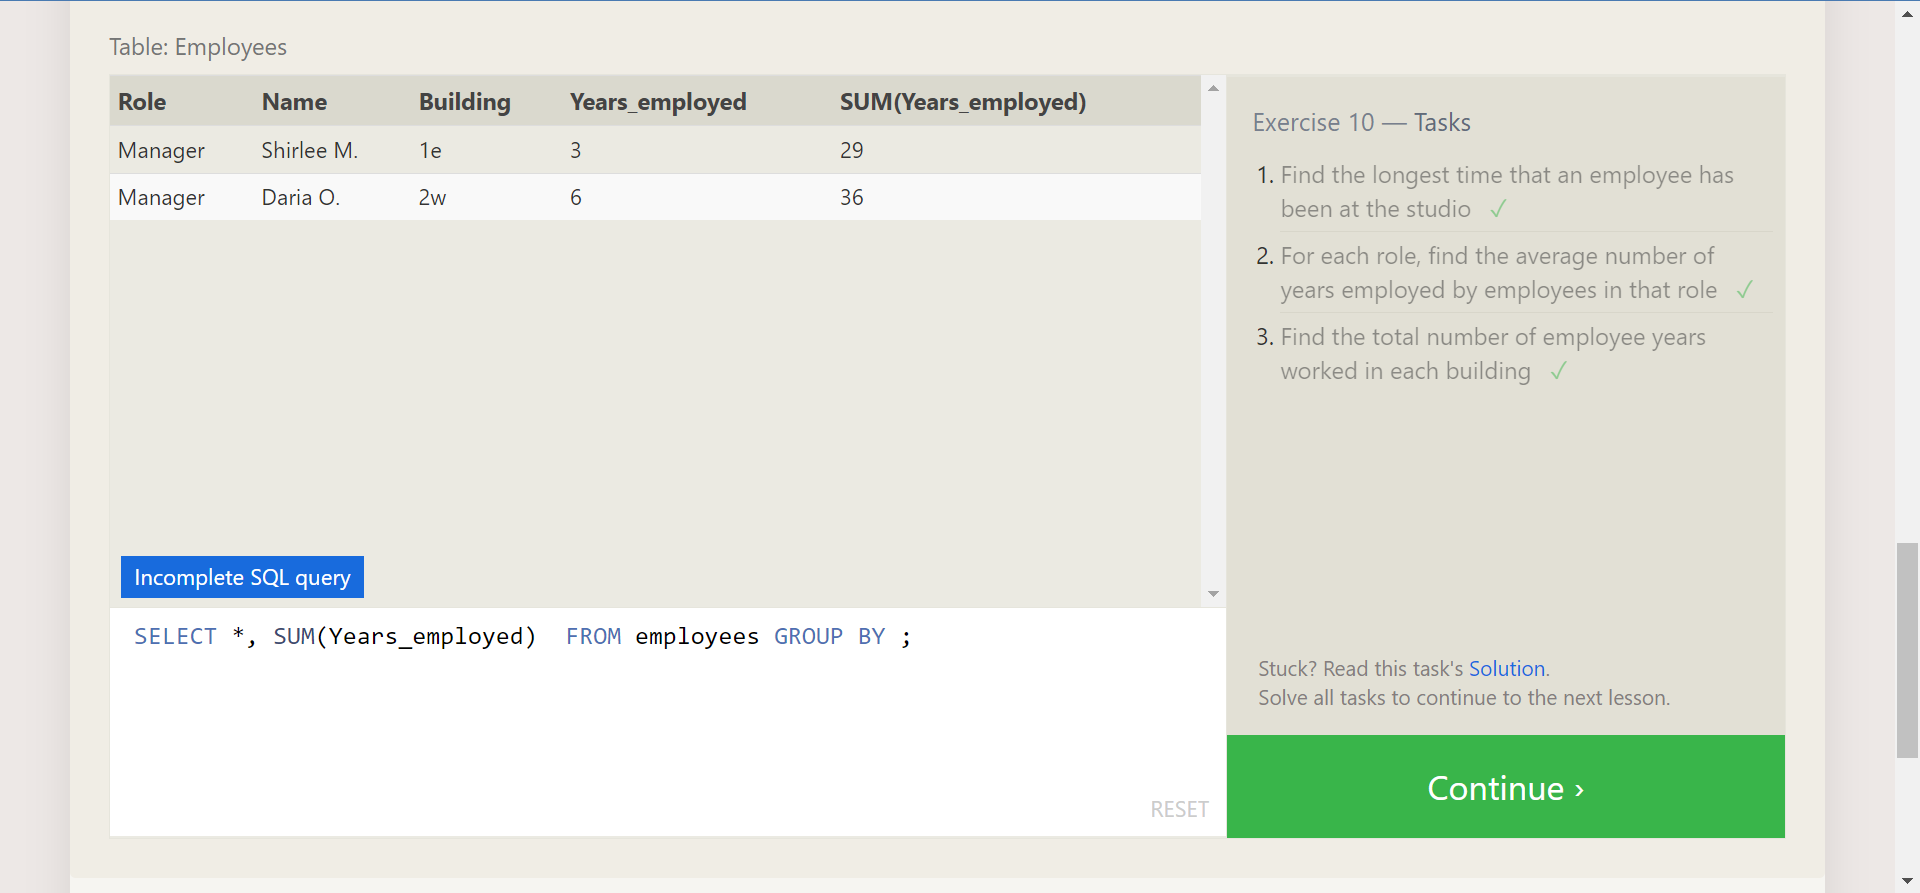 Table: Employees
Role Name Building Years_employed SUM(Years_employed)
Manager Shirlee M. 1e 3 29
Manager Daria O. 2w 6 36
Incomplete SQL query
SELECT *, SUM(Years_employed)  FROM employees GROUP BY ;
RESET
Exercise 10 — Tasks
1. Find the longest time that an employee has
been at the studio ✓
2. For each role, find the average number of
years employed by employees in that role ✓
3. Find the total number of employee years
worked in each building ✓
Stuck? Read this task's Solution.
Solve all tasks to continue to the next lesson.
Continue ›